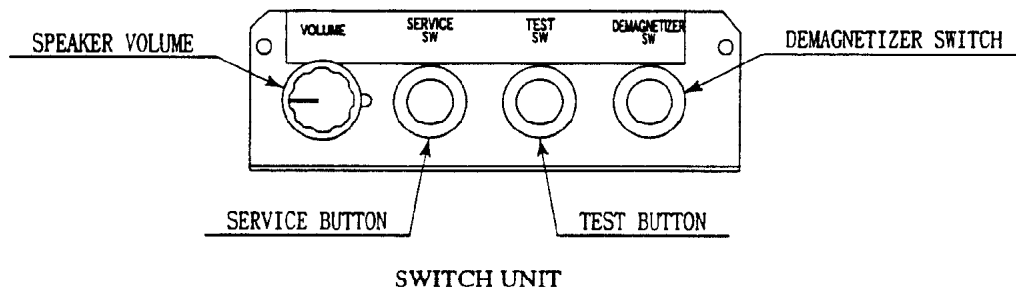 VOLUME
SERVICE
SW
TEST
SW
DEMAGNETIZER
SW
SPEAKER VOLUME
DEMAGNETIZER SWITCH
SERVICE BUTTON
TEST BUTTON
SWITCH UNIT